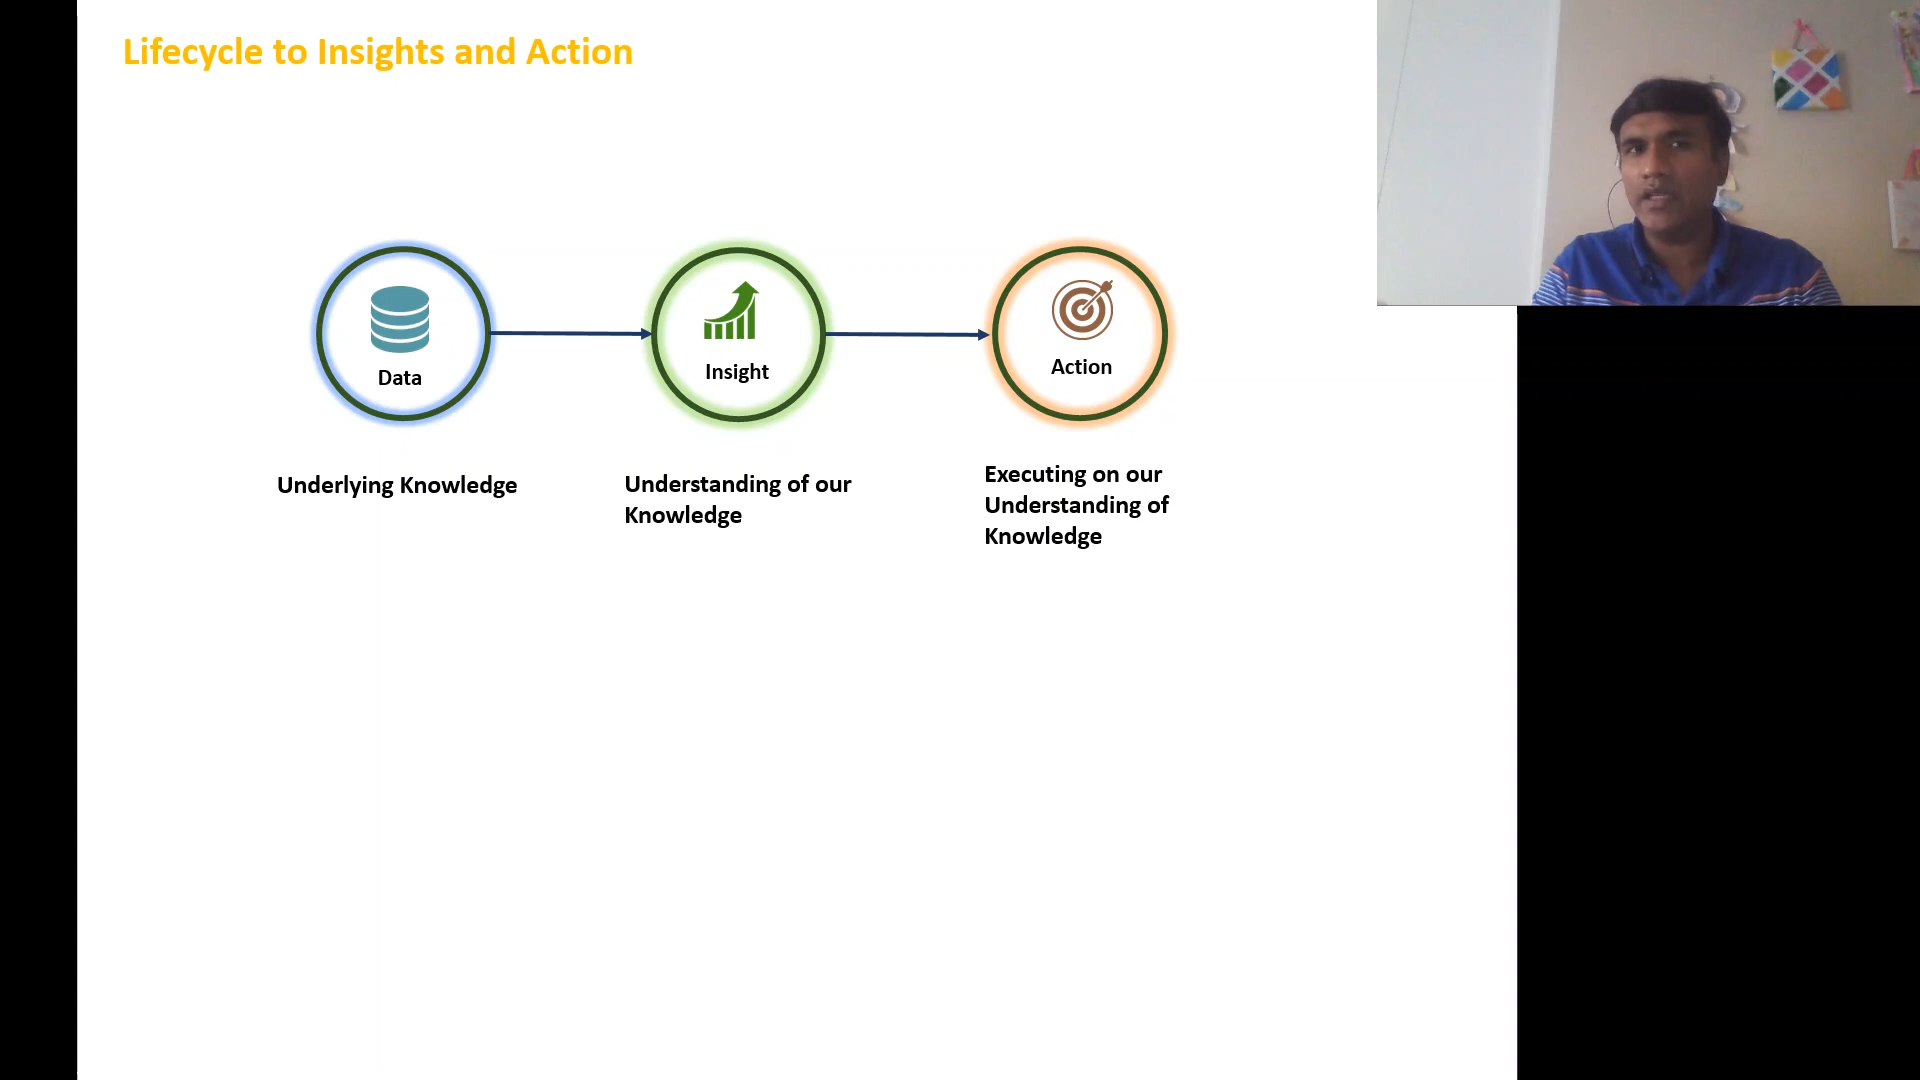 Lifecycle to Insights and Action
Data
Insight
Action
Underlying Knowledge
Understanding of our
Knowledge
Executing on our
Understanding of
Knowledge